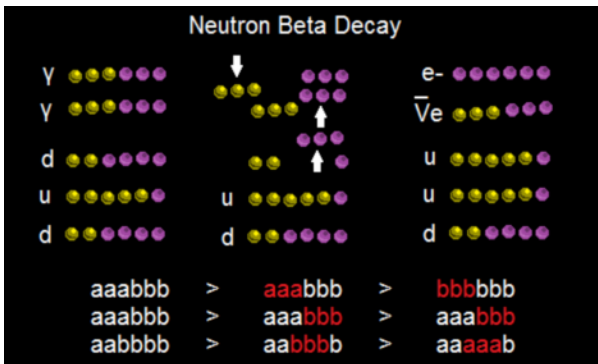 Neutron Beta Decay
γ e-
γ V̅e
d u
u u u
d d d
aaabbb > aaabbb > bbbbbb
aaabbb > aaabbb > aaabbb
aabbbb > aabbbb > aaaaab